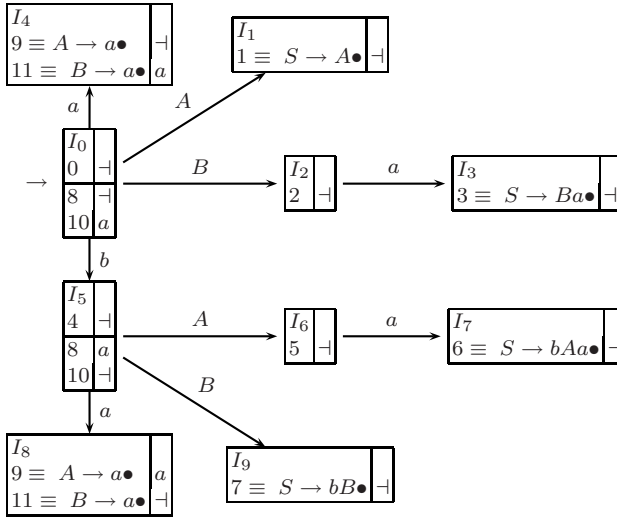 I₄
9 ≡ A → a● ⊣
11 ≡ B → a● a
I₁
1 ≡ S → A● ⊣
a
A
I₀
0 ⊣
→
8 ⊣
10 a
B
I₂
2 ⊣
a
I₃
3 ≡ S → Ba● ⊣
b
I₅
4 ⊣
8 a
10 ⊣
A
I₆
5 ⊣
a
I₇
6 ≡ S → bAa● ⊣
B
a
I₈
9 ≡ A → a● a
11 ≡ B → a● ⊣
I₉
7 ≡ S → bB● ⊣